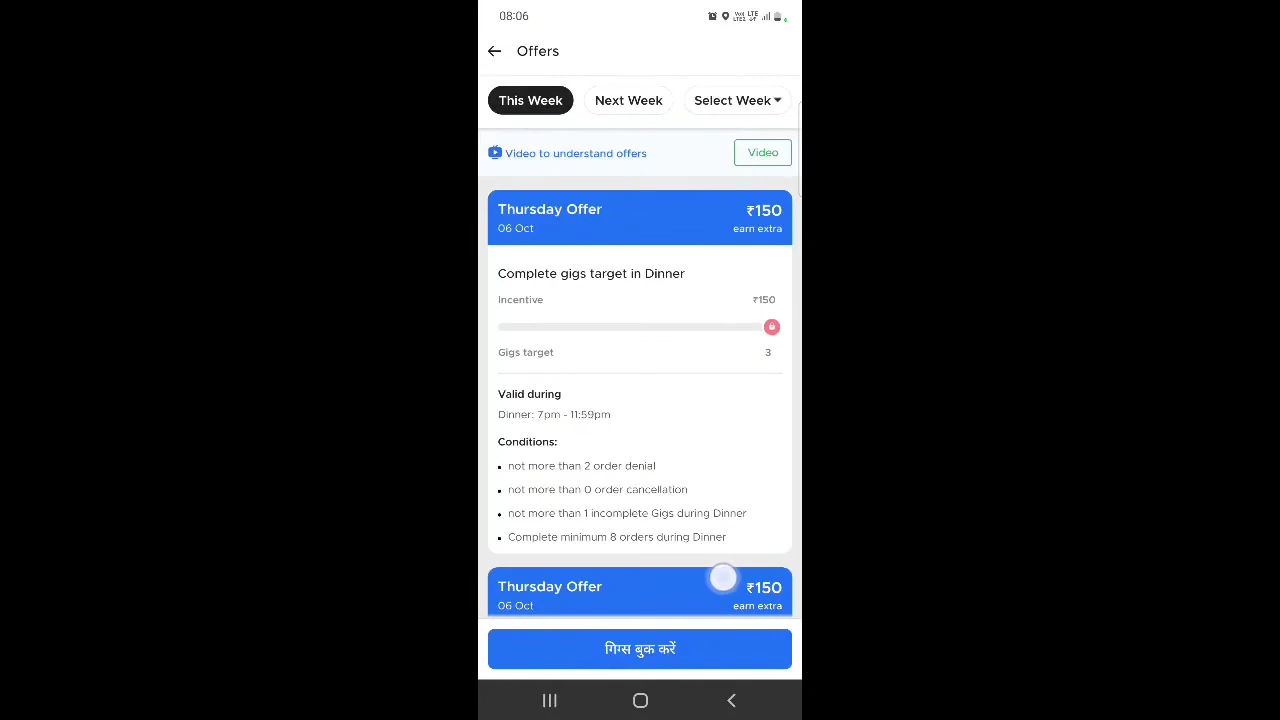 08:06
LTE
Offers
This Week
Next Week
Select Week
Video to understand offers
Video
Thursday Offer
₹150
06 Oct
earn extra
Complete gigs target in Dinner
Incentive
₹150
Gigs target
3
Valid during
Dinner: 7pm - 11:59pm
Conditions:
not more than 2 order denial
not more than 0 order cancellation
not more than 1 incomplete Gigs during Dinner
Complete minimum 8 orders during Dinner
Thursday Offer
₹150
06 Oct
earn extra
गिग्स बुक करें